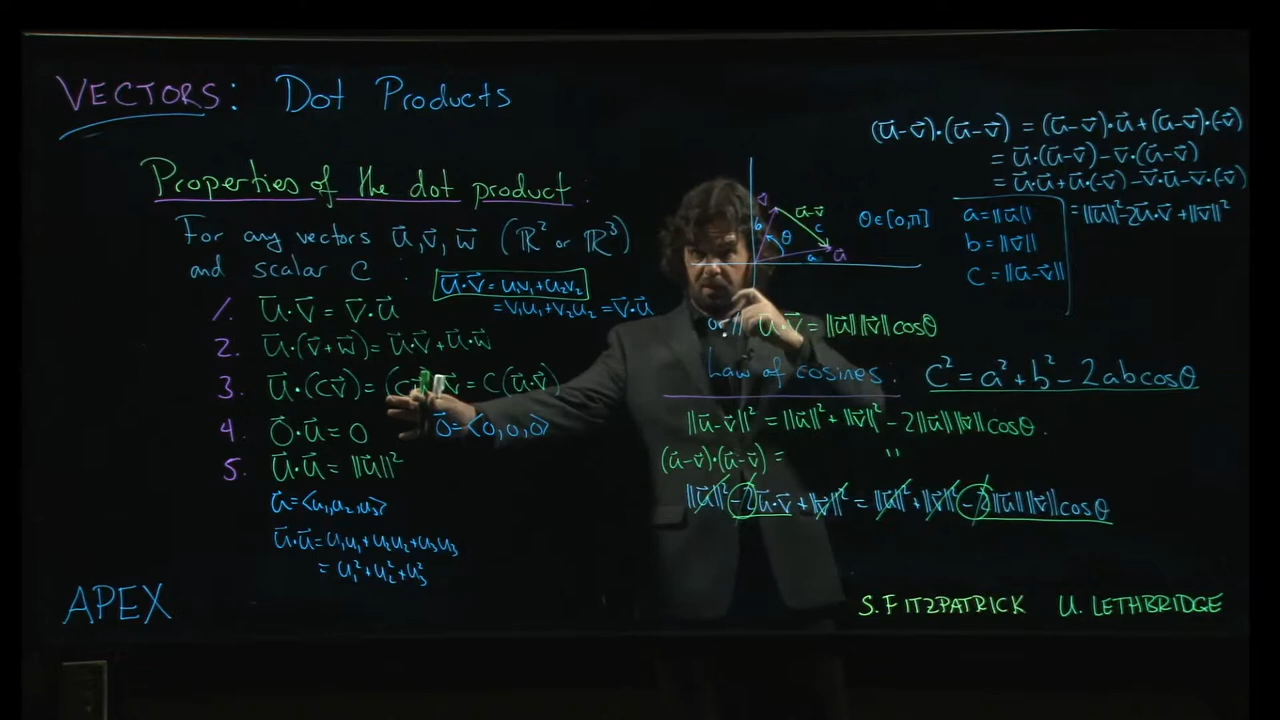 VECTORS: Dot Products
Properties of the dot product:
For any vectors u⃗, v⃗, w⃗ (ℝ² or ℝ³)
and scalar c :
u⃗·v⃗ = u₁v₁+u₂v₂
= v₁u₁+v₂u₂ = v⃗·u⃗
1. u⃗·v⃗ = v⃗·u⃗
2. u⃗·(v⃗+w⃗) = u⃗·v⃗+u⃗·w⃗
3. u⃗·(cv⃗) = (c v⃗ = c(u⃗·v⃗)
4. 0⃗·u⃗ = 0 0⃗ = <0,0,0>
5. u⃗·u⃗ = ||u⃗||²
u⃗ = <u₁,u₂,u₃>
u⃗·u⃗ = u₁u₁+u₂u₂+u₃u₃
= u₁²+u₂²+u₃²
APEX
(u⃗-v⃗)·(u⃗-v⃗) = (u⃗-v⃗)·u⃗+(u⃗-v⃗)·(-v⃗)
= u⃗·(u⃗-v⃗) - v⃗·(u⃗-v⃗)
= u⃗·u⃗+u⃗·(-v⃗) - v⃗·u⃗ - v⃗·(-v⃗)
= ||u⃗||²-2u⃗·v⃗ + ||v⃗||²
a = ||u⃗||
b = ||v⃗||
c = ||u⃗-v⃗||
v⃗ u⃗-v⃗ θ∈[0,π]
b c
θ
a u⃗
u⃗·v⃗ = ||u⃗|| ||v⃗|| cosθ
Law of cosines: c² = a²+b²-2abcosθ
||u⃗-v⃗||² = ||u⃗||²+||v⃗||²-2||u⃗|| ||v⃗||cosθ.
(u⃗-v⃗)·(u⃗-v⃗) = "
||u⃗||²-2u⃗·v⃗+||v⃗||² = ||u⃗||²+||v⃗||²-2||u⃗|| ||v⃗||cosθ
S. FITZPATRICK U. LETHBRIDGE